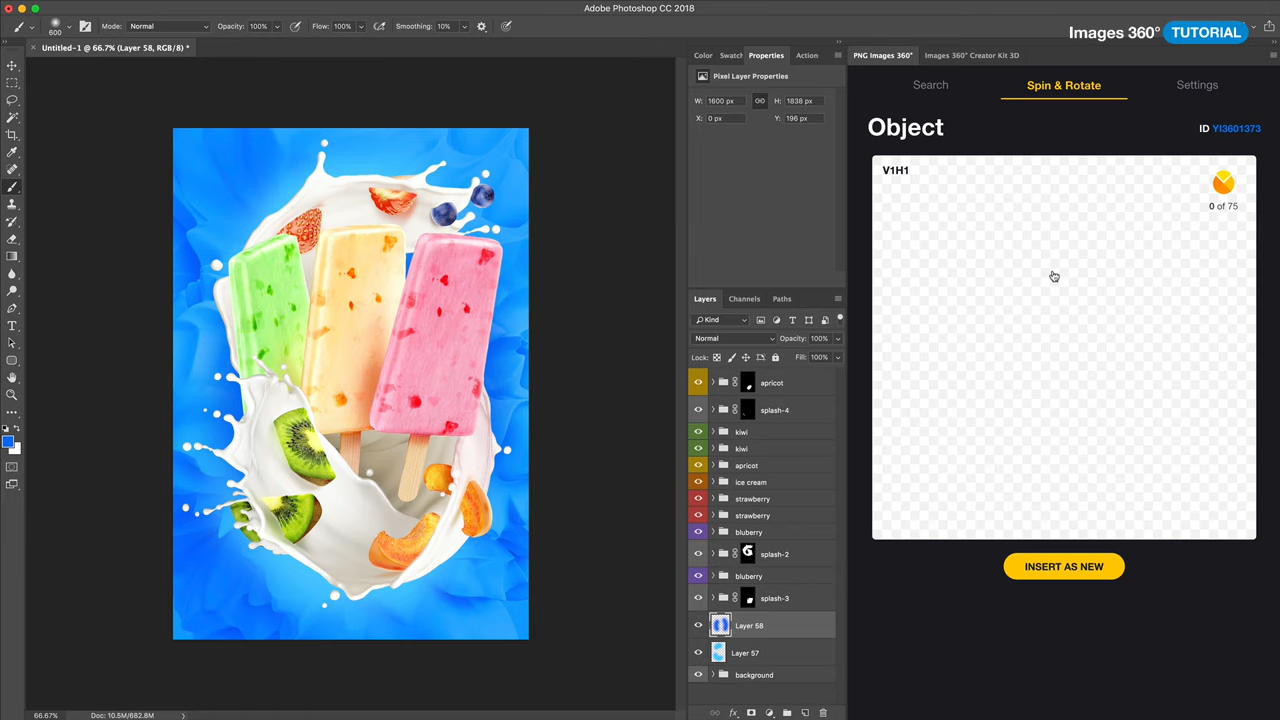 Adobe Photoshop CC 2018
600
Mode: Normal
Opacity: 100%
Flow: 100%
Smoothing: 10%
Images 360° TUTORIAL
Untitled-1 @ 66.7% (Layer 58, RGB/8) *
Color
Swatch
Properties
Action
PNG Images 360°
Images 360° Creator Kit 3D
Pixel Layer Properties
W: 1600 px
H: 1838 px
X: 0 px
Y: 196 px
Search
Spin & Rotate
Settings
Object
ID YI3601373
V1H1
0 of 75
INSERT AS NEW
Layers
Channels
Paths
Kind
Normal
Opacity: 100%
Lock:
Fill: 100%
apricot
splash-4
kiwi
kiwi
apricot
ice cream
strawberry
strawberry
bluberry
splash-2
bluberry
splash-3
Layer 58
Layer 57
background
66.67%
Doc: 10.5M/682.8M